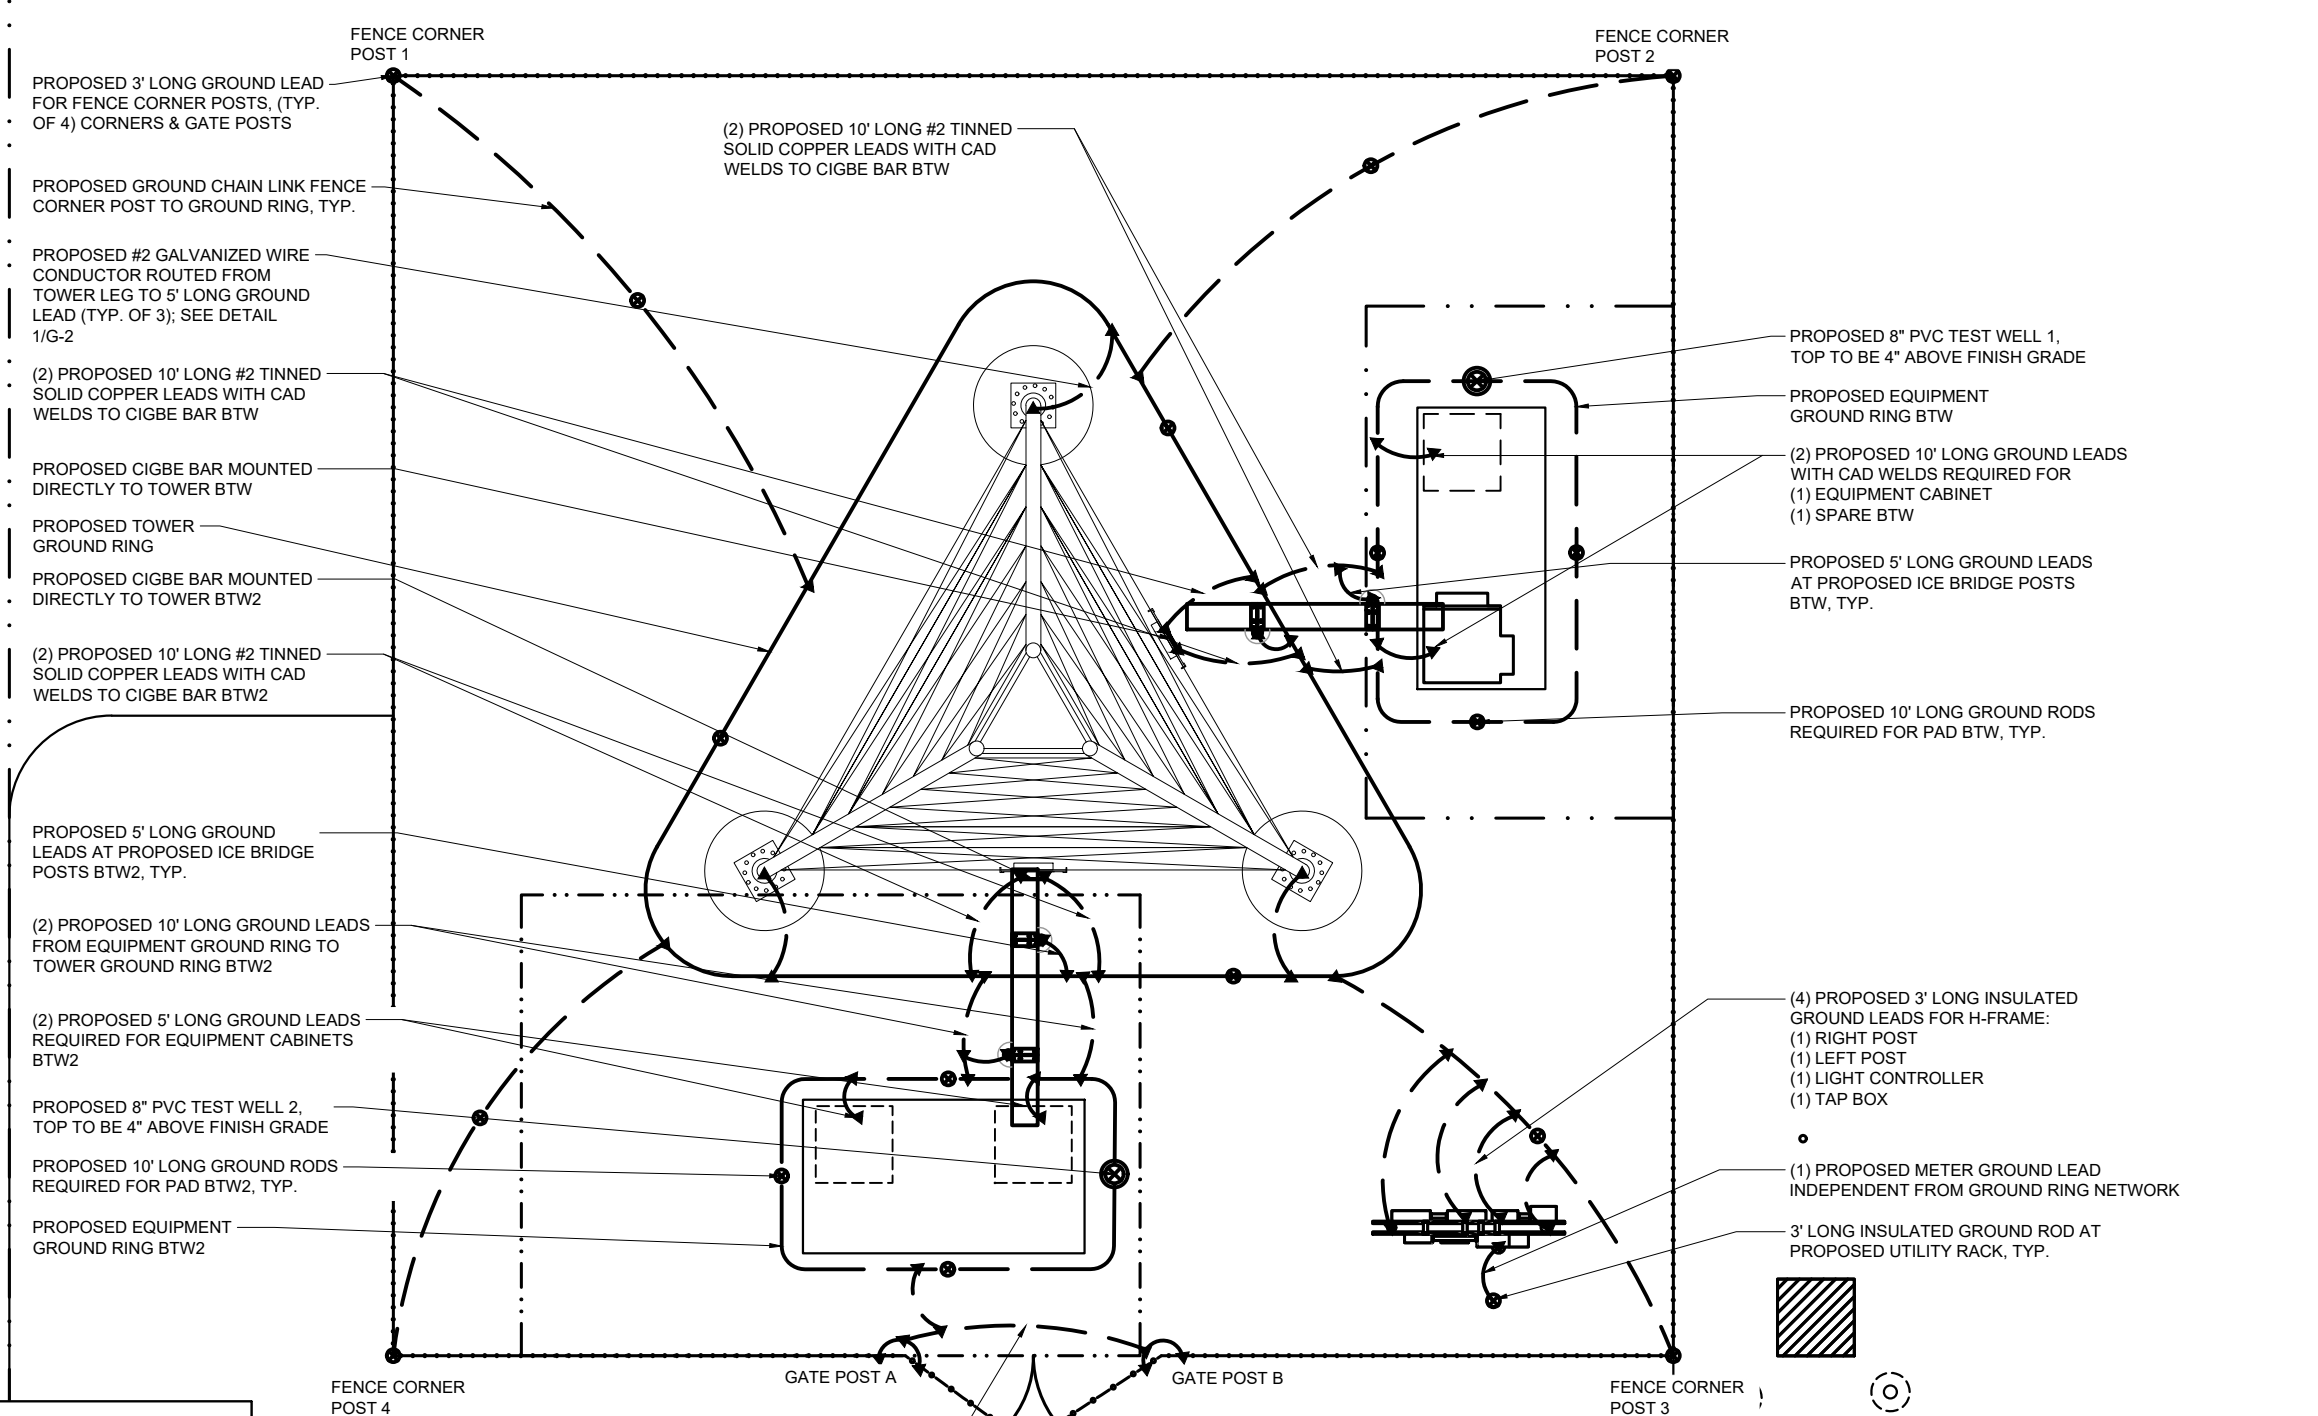 FENCE CORNER
POST 1
FENCE CORNER
POST 2
PROPOSED 3' LONG GROUND LEAD
FOR FENCE CORNER POSTS, (TYP.
OF 4) CORNERS & GATE POSTS
(2) PROPOSED 10' LONG #2 TINNED
SOLID COPPER LEADS WITH CAD
WELDS TO CIGBE BAR BTW
PROPOSED GROUND CHAIN LINK FENCE
CORNER POST TO GROUND RING, TYP.
PROPOSED #2 GALVANIZED WIRE
CONDUCTOR ROUTED FROM
TOWER LEG TO 5' LONG GROUND
LEAD (TYP. OF 3); SEE DETAIL
1/G-2
(2) PROPOSED 10' LONG #2 TINNED
SOLID COPPER LEADS WITH CAD
WELDS TO CIGBE BAR BTW
PROPOSED CIGBE BAR MOUNTED
DIRECTLY TO TOWER BTW
PROPOSED TOWER
GROUND RING
PROPOSED CIGBE BAR MOUNTED
DIRECTLY TO TOWER BTW2
(2) PROPOSED 10' LONG #2 TINNED
SOLID COPPER LEADS WITH CAD
WELDS TO CIGBE BAR BTW2
PROPOSED 5' LONG GROUND
LEADS AT PROPOSED ICE BRIDGE
POSTS BTW2, TYP.
(2) PROPOSED 10' LONG GROUND LEADS
FROM EQUIPMENT GROUND RING TO
TOWER GROUND RING BTW2
(2) PROPOSED 5' LONG GROUND LEADS
REQUIRED FOR EQUIPMENT CABINETS
BTW2
PROPOSED 8" PVC TEST WELL 2,
TOP TO BE 4" ABOVE FINISH GRADE
PROPOSED 10' LONG GROUND RODS
REQUIRED FOR PAD BTW2, TYP.
PROPOSED EQUIPMENT
GROUND RING BTW2
PROPOSED 8" PVC TEST WELL 1,
TOP TO BE 4" ABOVE FINISH GRADE
PROPOSED EQUIPMENT
GROUND RING BTW
(2) PROPOSED 10' LONG GROUND LEADS
WITH CAD WELDS REQUIRED FOR
(1) EQUIPMENT CABINET
(1) SPARE BTW
PROPOSED 5' LONG GROUND LEADS
AT PROPOSED ICE BRIDGE POSTS
BTW, TYP.
PROPOSED 10' LONG GROUND RODS
REQUIRED FOR PAD BTW, TYP.
(4) PROPOSED 3' LONG INSULATED
GROUND LEADS FOR H-FRAME:
(1) RIGHT POST
(1) LEFT POST
(1) LIGHT CONTROLLER
(1) TAP BOX
(1) PROPOSED METER GROUND LEAD
INDEPENDENT FROM GROUND RING NETWORK
3' LONG INSULATED GROUND ROD AT
PROPOSED UTILITY RACK, TYP.
GATE POST A
GATE POST B
FENCE CORNER
POST 4
FENCE CORNER
POST 3